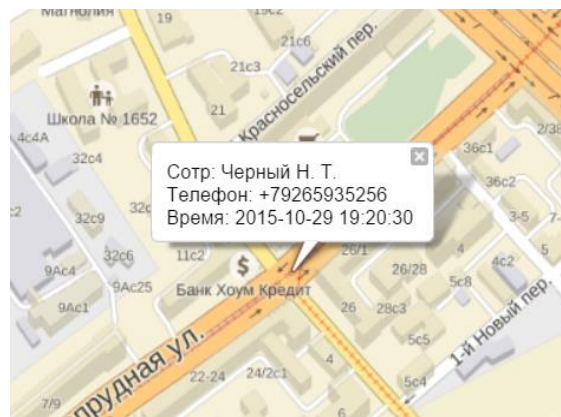 Магнолия
19
19с2
21с6
21с3
Школа № 1652
21
Красносельский пер.
4с4А
32с4
2/38
36с1
36с2
Сотр: Черный Н. Т.
Телефон: +79265935256
Время: 2015-10-29 19:20:30
32с9
3-5
7-
32с6
11с2
26/1
4
5
9Ас4
$
26/28
4с2
9Ас1
9Ас25
Банк Хоум Кредит
5с8
26
28с3
1-й Новый пер.
5с5
прудная ул.
4
22-24
24/2с1
5с4
7/9
6